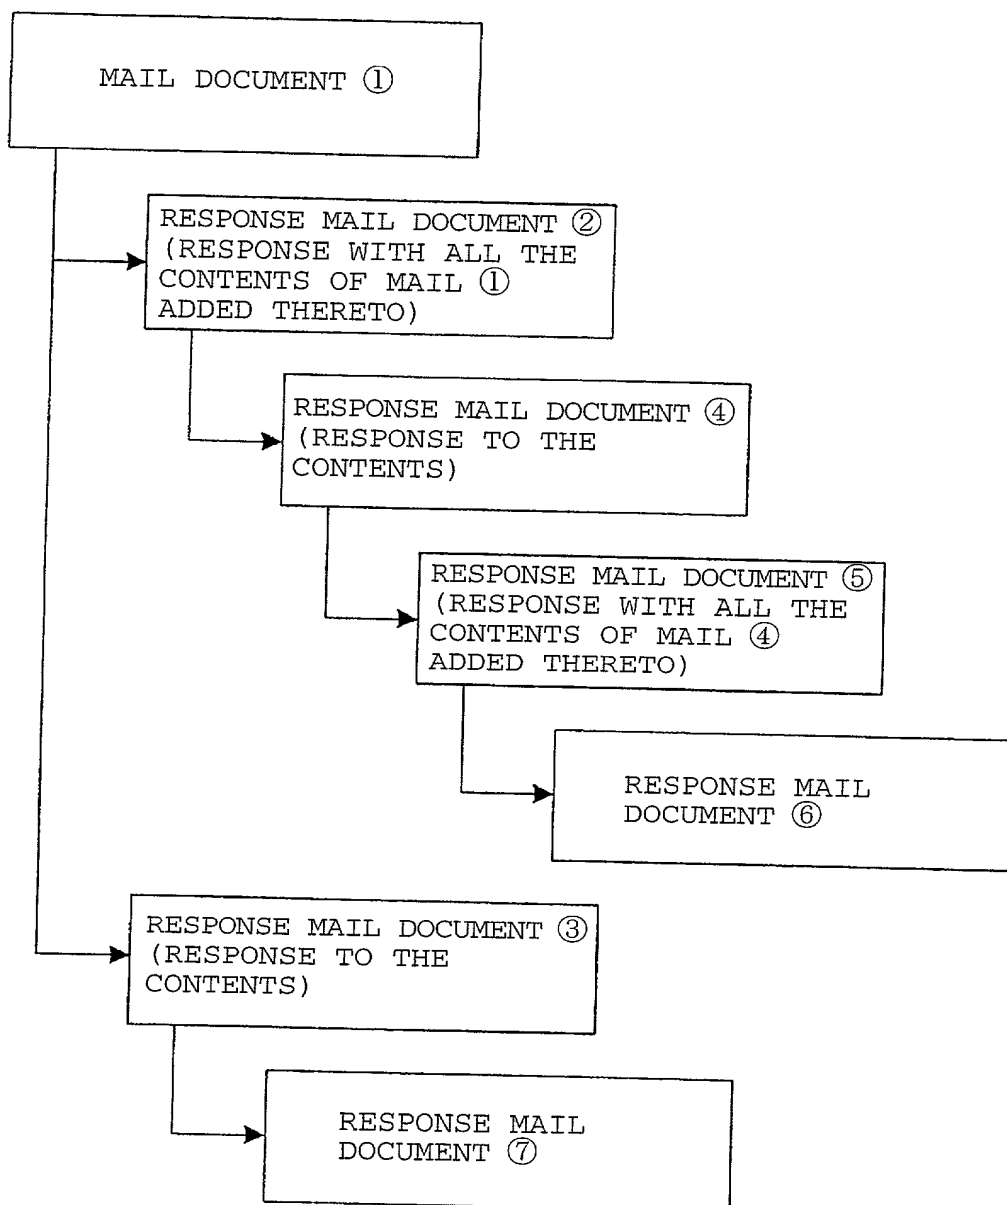 MAIL DOCUMENT ①
RESPONSE MAIL DOCUMENT ②
(RESPONSE WITH ALL THE
CONTENTS OF MAIL ①
ADDED THERETO)
RESPONSE MAIL DOCUMENT ④
(RESPONSE TO THE
CONTENTS)
RESPONSE MAIL DOCUMENT ⑤
(RESPONSE WITH ALL THE
CONTENTS OF MAIL ④
ADDED THERETO)
RESPONSE MAIL
DOCUMENT ⑥
RESPONSE MAIL DOCUMENT ③
(RESPONSE TO THE
CONTENTS)
RESPONSE MAIL
DOCUMENT ⑦